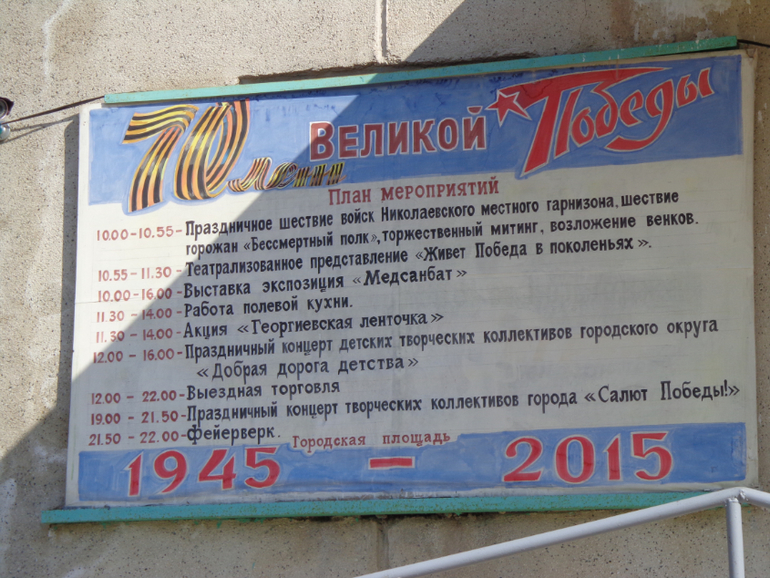 70 лет ВЕЛИКОЙ Победы
План мероприятий
10.00-10.55-Праздничное шествие войск Николаевского местного гарнизона, шествие
горожан «Бессмертный полк», торжественный митинг, возложение венков.
10.55-11.30-Театрализованное представление «Живет Победа в поколеньях».
10.00-16.00-Выставка экспозиция «Медсанбат»
11.30 - 14.00-Работа полевой кухни.
11.30 - 14.00-Акция «Георгиевская ленточка»
12.00 - 16.00-Праздничный концерт детских творческих коллективов городского округа
«Добрая дорога детства»
12.00 - 22.00-Выездная торговля
19.00 - 21.50-Праздничный концерт творческих коллективов города «Салют Победы!»
21.50 - 22.00-Фейерверк.
Городская площадь
1945 - 2015